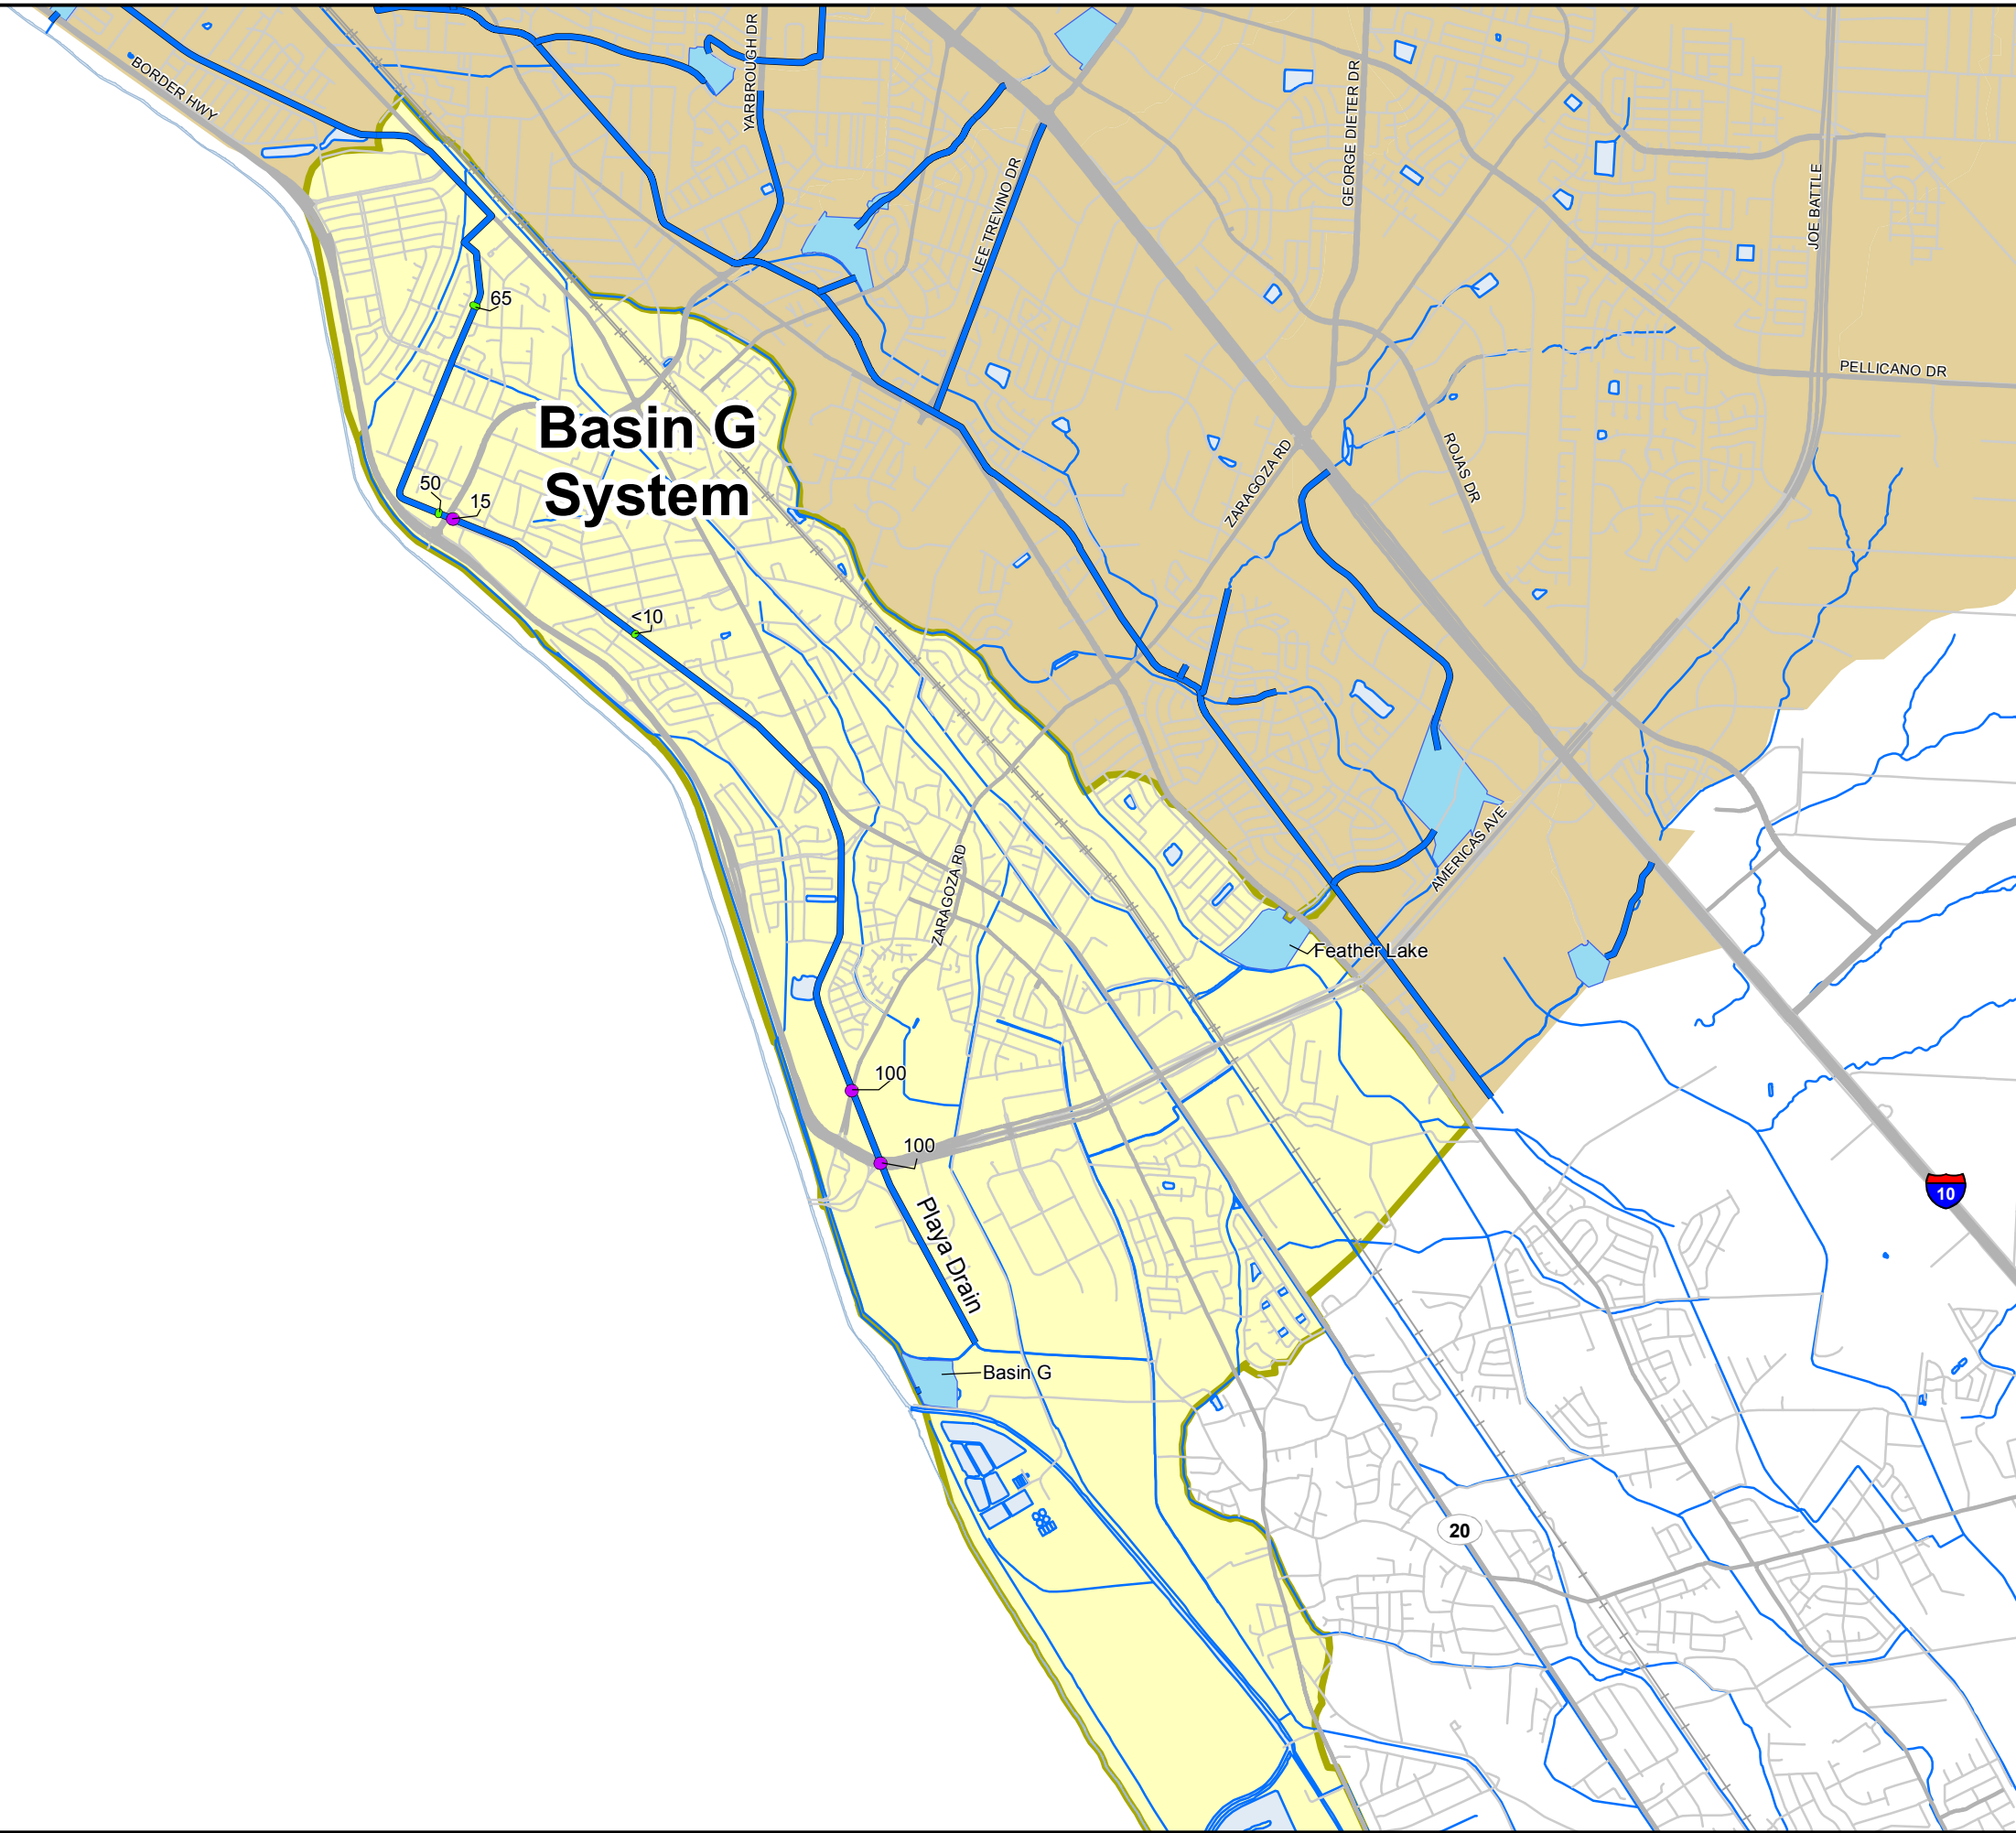 BORDER HWY
YARBROUGH DR
GEORGE DIETER DR
LEE TREVINO DR
JOE BATTLE
65
PELLICANO DR
Basin G
System
ZARAGOZA RD
ROJAS DR
50
15
<10
AMERICAS AVE
ZARAGOZA RD
Feather Lake
100
100
10
Playa Drain
Basin G
20